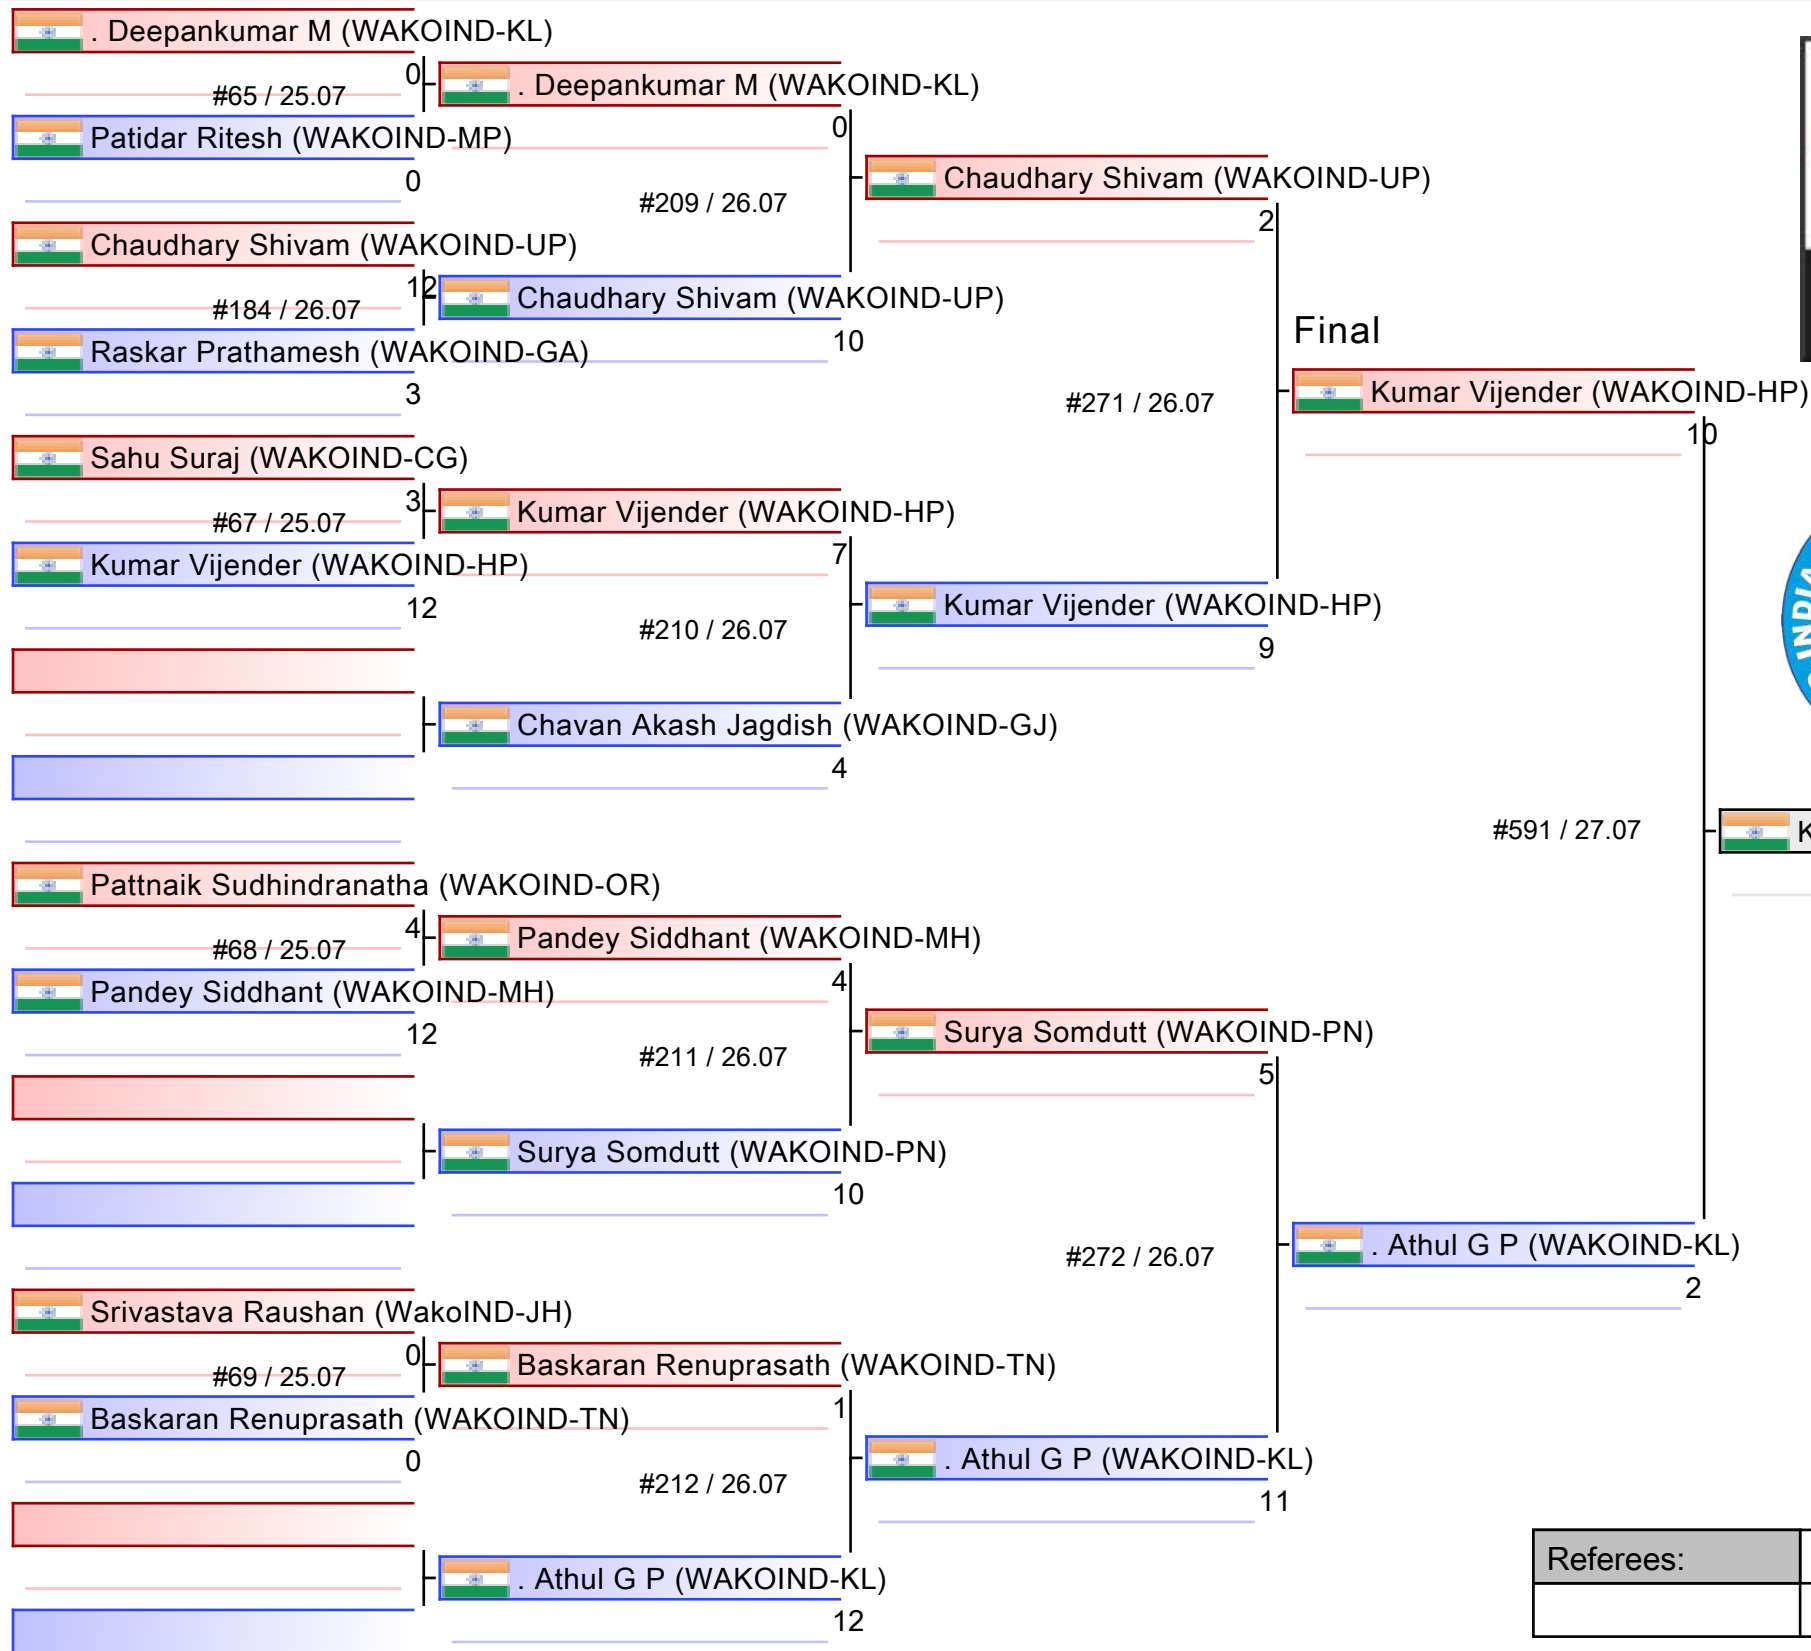 . Deepankumar M (WAKOIND-KL)
0
#65 / 25.07
Patidar Ritesh (WAKOIND-MP)
0
Chaudhary Shivam (WAKOIND-UP)
12
#184 / 26.07
Raskar Prathamesh (WAKOIND-GA)
3
Sahu Suraj (WAKOIND-CG)
3
#67 / 25.07
Kumar Vijender (WAKOIND-HP)
12
Pattnaik Sudhindranatha (WAKOIND-OR)
4
#68 / 25.07
Pandey Siddhant (WAKOIND-MH)
12
Srivastava Raushan (WakoIND-JH)
0
#69 / 25.07
Baskaran Renuprasath (WAKOIND-TN)
0
. Deepankumar M (WAKOIND-KL)
0
#209 / 26.07
Chaudhary Shivam (WAKOIND-UP)
10
Kumar Vijender (WAKOIND-HP)
7
#210 / 26.07
Chavan Akash Jagdish (WAKOIND-GJ)
4
Pandey Siddhant (WAKOIND-MH)
4
#211 / 26.07
Surya Somdutt (WAKOIND-PN)
10
Baskaran Renuprasath (WAKOIND-TN)
1
#212 / 26.07
. Athul G P (WAKOIND-KL)
12
Chaudhary Shivam (WAKOIND-UP)
2
#271 / 26.07
Kumar Vijender (WAKOIND-HP)
9
Surya Somdutt (WAKOIND-PN)
5
#272 / 26.07
. Athul G P (WAKOIND-KL)
11
Final
Kumar Vijender (WAKOIND-HP)
10
#591 / 27.07
. Athul G P (WAKOIND-KL)
2
K
INDIA
Referees: